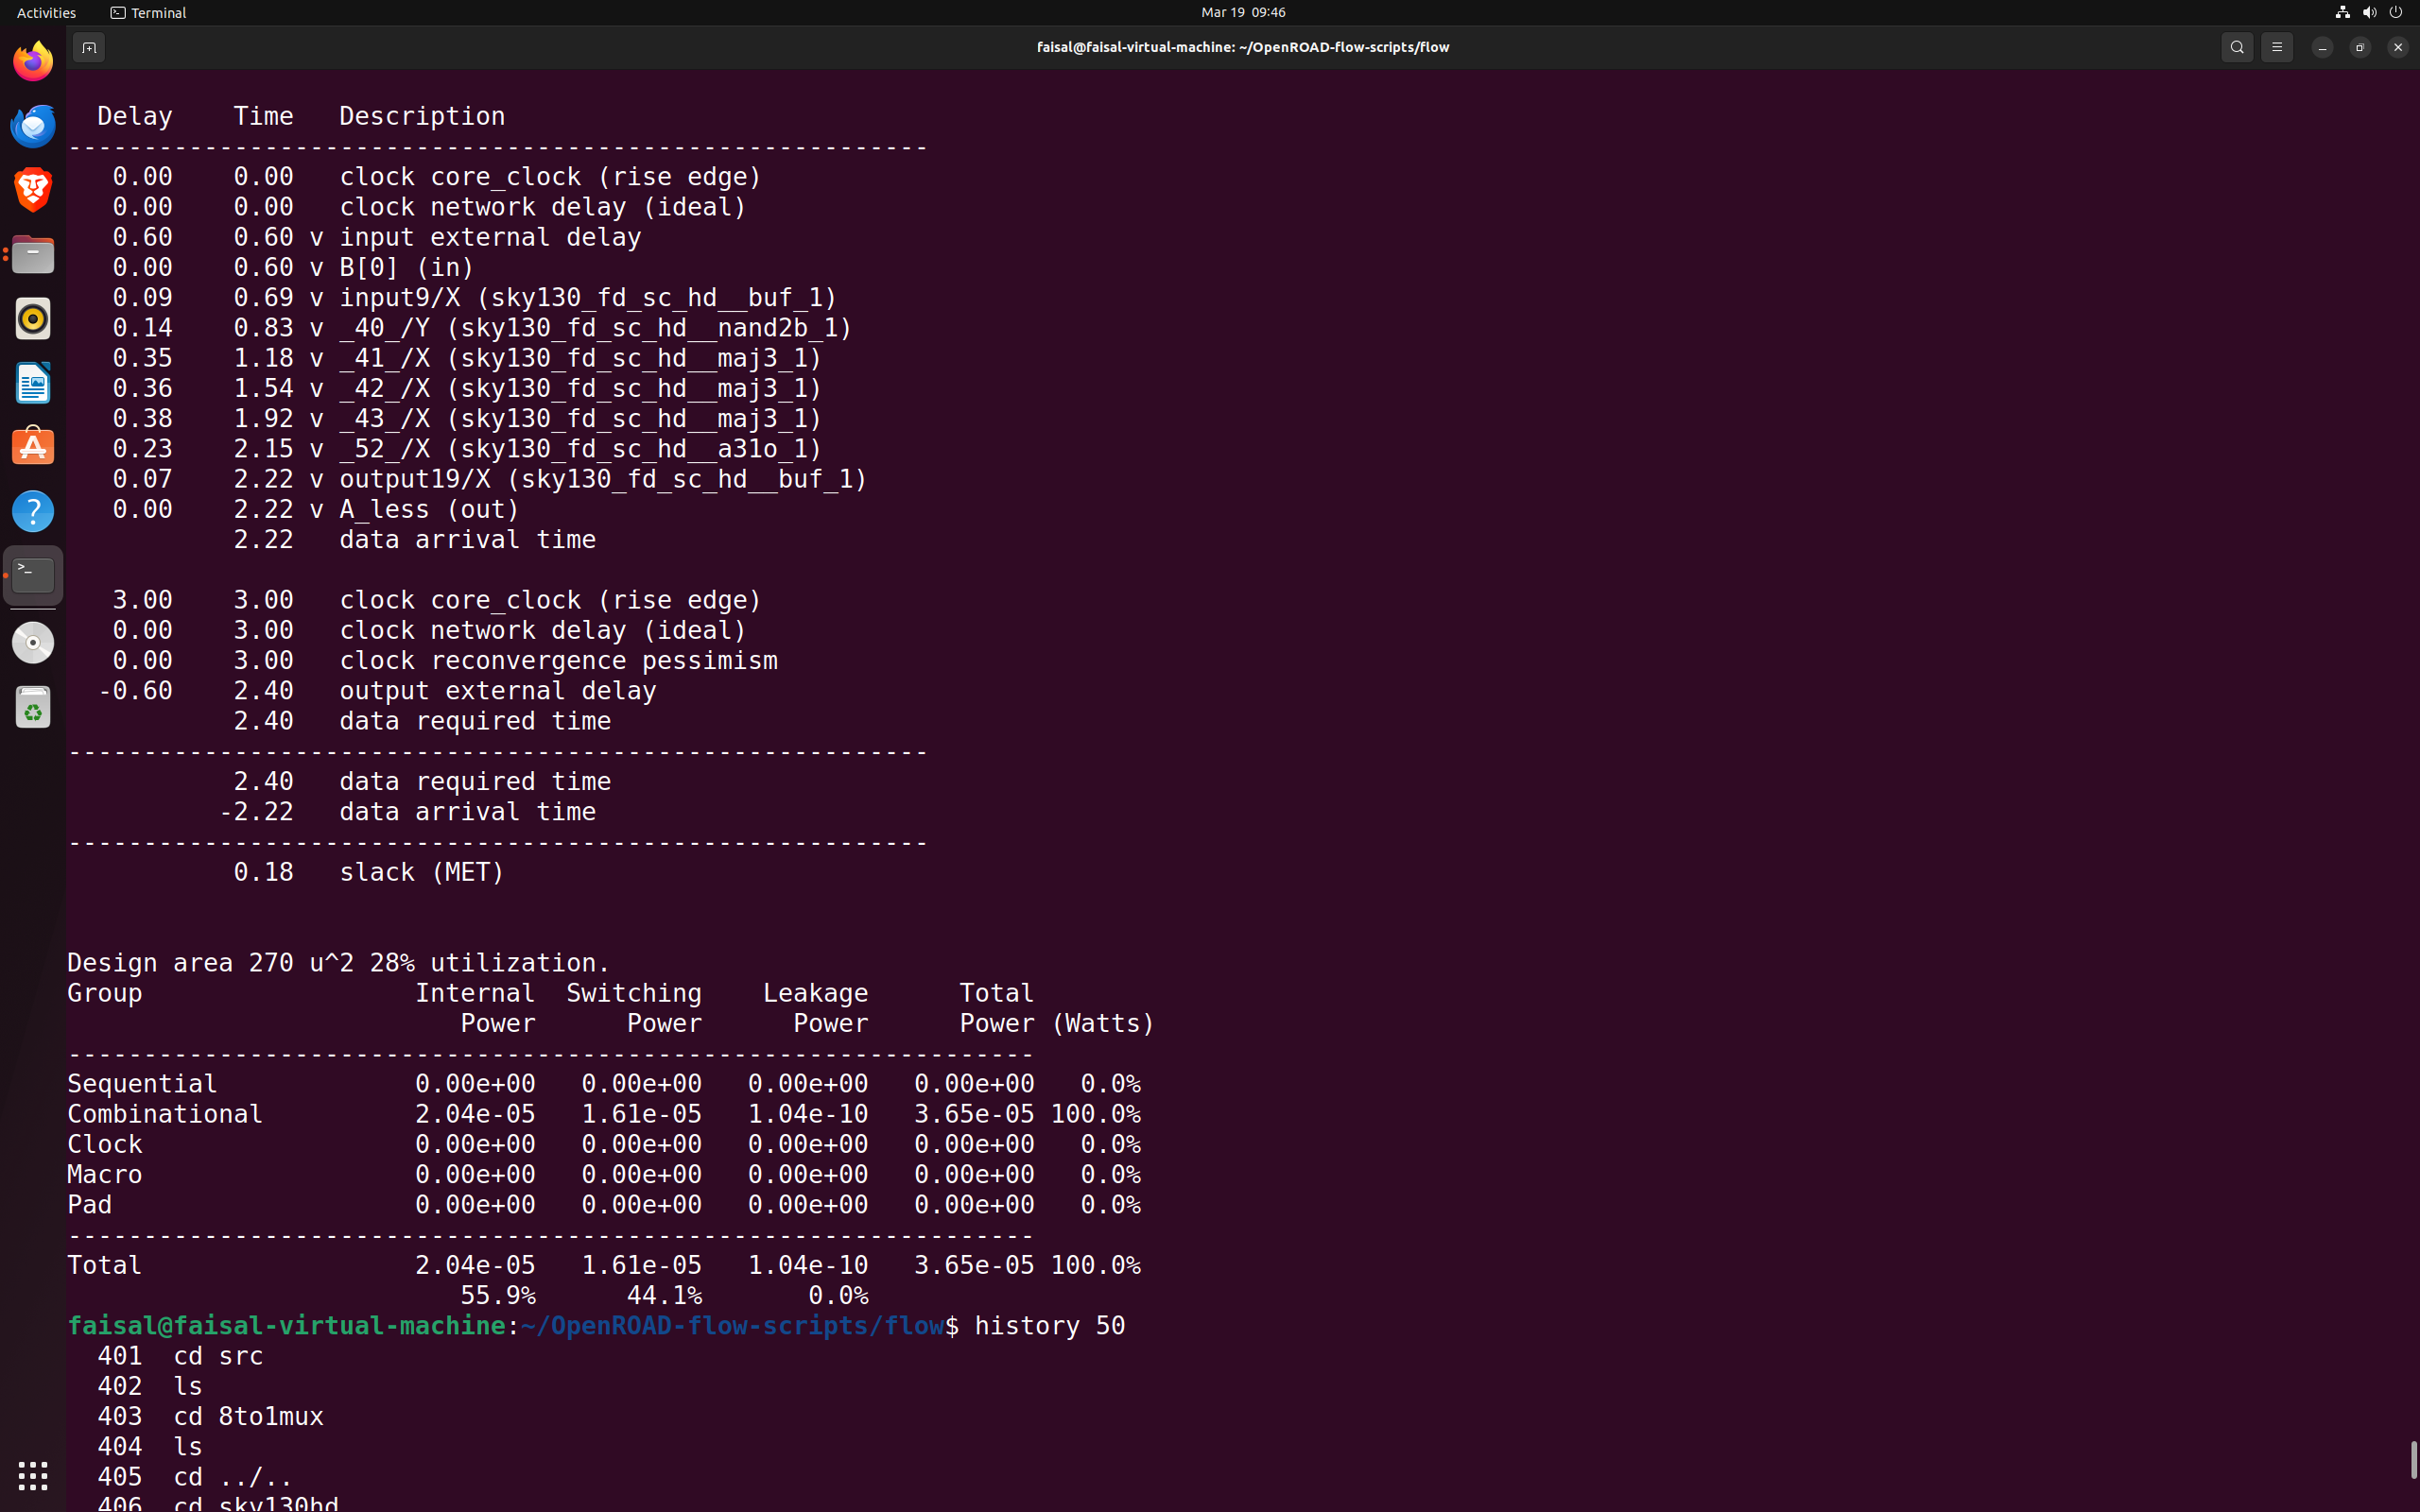 Activities Terminal Mar 19 09:46
faisal@faisal-virtual-machine: ~/OpenROAD-flow-scripts/flow
  Delay    Time   Description
---------------------------------------------------------
   0.00    0.00   clock core_clock (rise edge)
   0.00    0.00   clock network delay (ideal)
   0.60    0.60 v input external delay
   0.00    0.60 v B[0] (in)
   0.09    0.69 v input9/X (sky130_fd_sc_hd__buf_1)
   0.14    0.83 v _40_/Y (sky130_fd_sc_hd__nand2b_1)
   0.35    1.18 v _41_/X (sky130_fd_sc_hd__maj3_1)
   0.36    1.54 v _42_/X (sky130_fd_sc_hd__maj3_1)
   0.38    1.92 v _43_/X (sky130_fd_sc_hd__maj3_1)
   0.23    2.15 v _52_/X (sky130_fd_sc_hd__a31o_1)
   0.07    2.22 v output19/X (sky130_fd_sc_hd__buf_1)
   0.00    2.22 v A_less (out)
           2.22   data arrival time
   3.00    3.00   clock core_clock (rise edge)
   0.00    3.00   clock network delay (ideal)
   0.00    3.00   clock reconvergence pessimism
  -0.60    2.40   output external delay
           2.40   data required time
---------------------------------------------------------
           2.40   data required time
          -2.22   data arrival time
---------------------------------------------------------
           0.18   slack (MET)
Design area 270 u^2 28% utilization.
Group                  Internal  Switching    Leakage      Total
                          Power      Power      Power      Power (Watts)
----------------------------------------------------------------
Sequential             0.00e+00   0.00e+00   0.00e+00   0.00e+00   0.0%
Combinational          2.04e-05   1.61e-05   1.04e-10   3.65e-05 100.0%
Clock                  0.00e+00   0.00e+00   0.00e+00   0.00e+00   0.0%
Macro                  0.00e+00   0.00e+00   0.00e+00   0.00e+00   0.0%
Pad                    0.00e+00   0.00e+00   0.00e+00   0.00e+00   0.0%
----------------------------------------------------------------
Total                  2.04e-05   1.61e-05   1.04e-10   3.65e-05 100.0%
                          55.9%      44.1%       0.0%
faisal@faisal-virtual-machine:~/OpenROAD-flow-scripts/flow$ history 50
  401  cd src
  402  ls
  403  cd 8to1mux
  404  ls
  405  cd ../..
  406  cd sky130hd